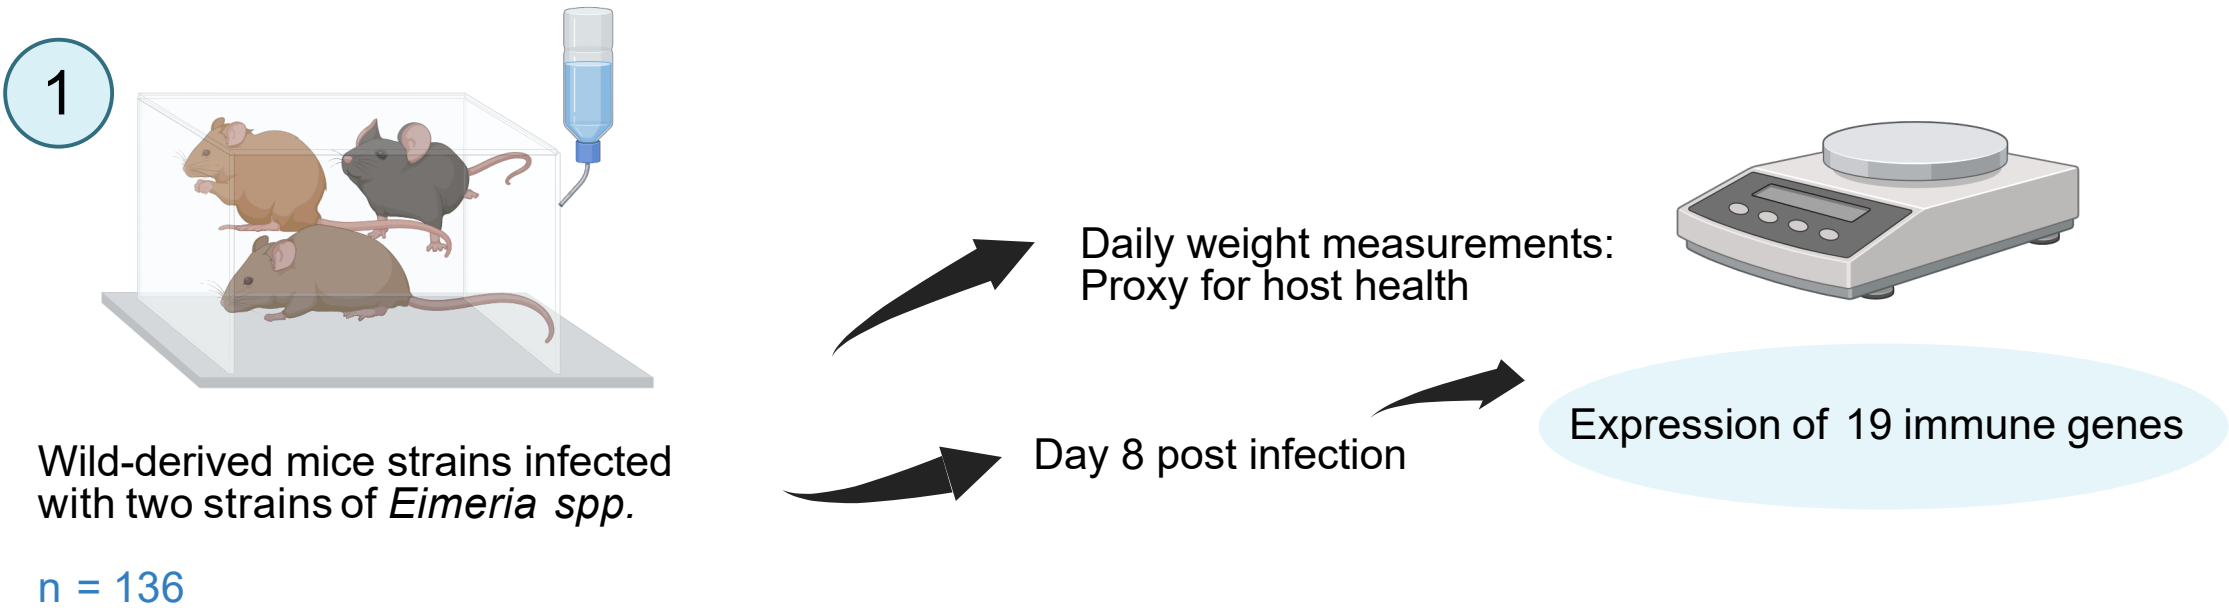 1
Daily weight measurements:
Proxy for host health
Expression of 19 immune genes
Day 8 post infection
Wild-derived mice strains infected
with two strains of Eimeria spp.
n = 136